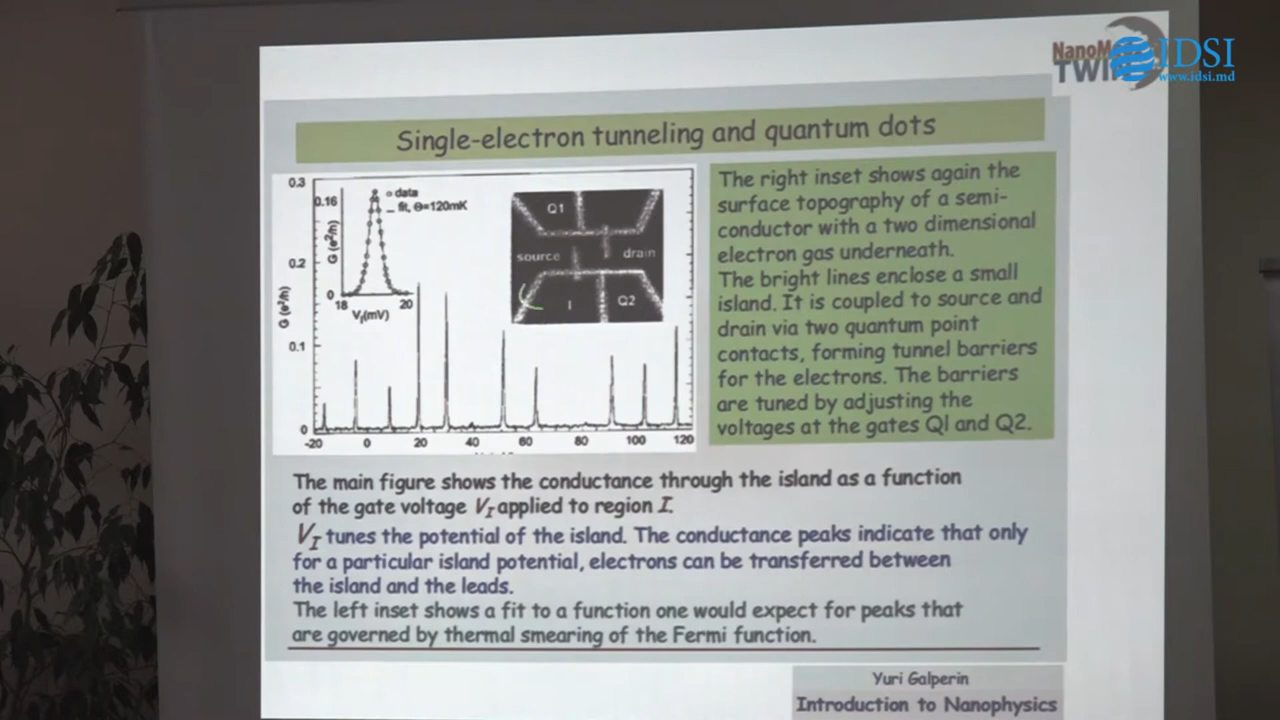 NanoM
TWI
IDSI
www.idsi.md
Single-electron tunneling and quantum dots
0.3
0.2
0.1
0
G (e²/h)
-20 0 20 40 60 80 100 120
0.16
0
G (e²/h)
18 20
V_I(mV)
data
fit, Θ=120mK
Q1
source
drain
I
Q2
The right inset shows again the
surface topography of a semi-
conductor with a two dimensional
electron gas underneath.
The bright lines enclose a small
island. It is coupled to source and
drain via two quantum point
contacts, forming tunnel barriers
for the electrons. The barriers
are tuned by adjusting the
voltages at the gates Ql and Q2.
The main figure shows the conductance through the island as a function
of the gate voltage V_I applied to region I.
V_I tunes the potential of the island. The conductance peaks indicate that only
for a particular island potential, electrons can be transferred between
the island and the leads.
The left inset shows a fit to a function one would expect for peaks that
are governed by thermal smearing of the Fermi function.
Yuri Galperin
Introduction to Nanophysics